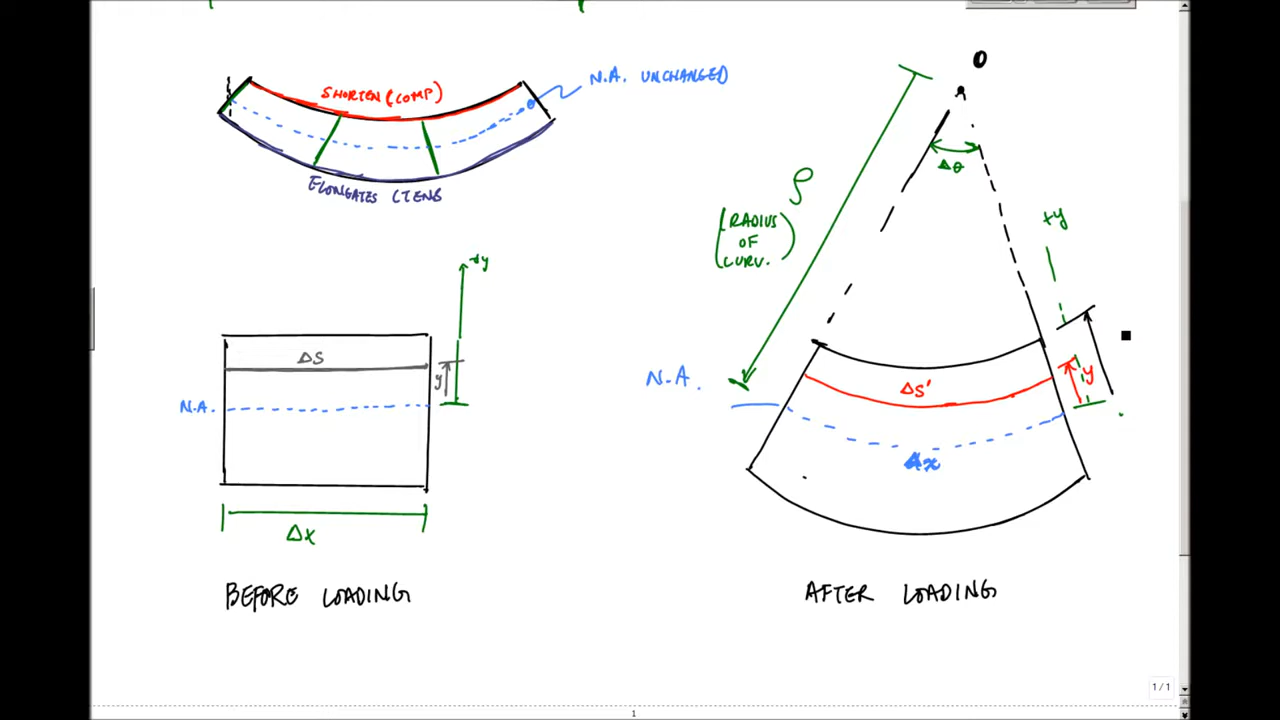 SHORTEN (COMP)
N.A. UNCHANGED
ELONGATES (TENS
+y
ΔS
y
N.A.
Δx
BEFORE LOADING
O
Δθ
ρ
(RADIUS
OF
CURV.)
+y
N.A.
ΔS'
y
Δx
AFTER LOADING
1/1
1